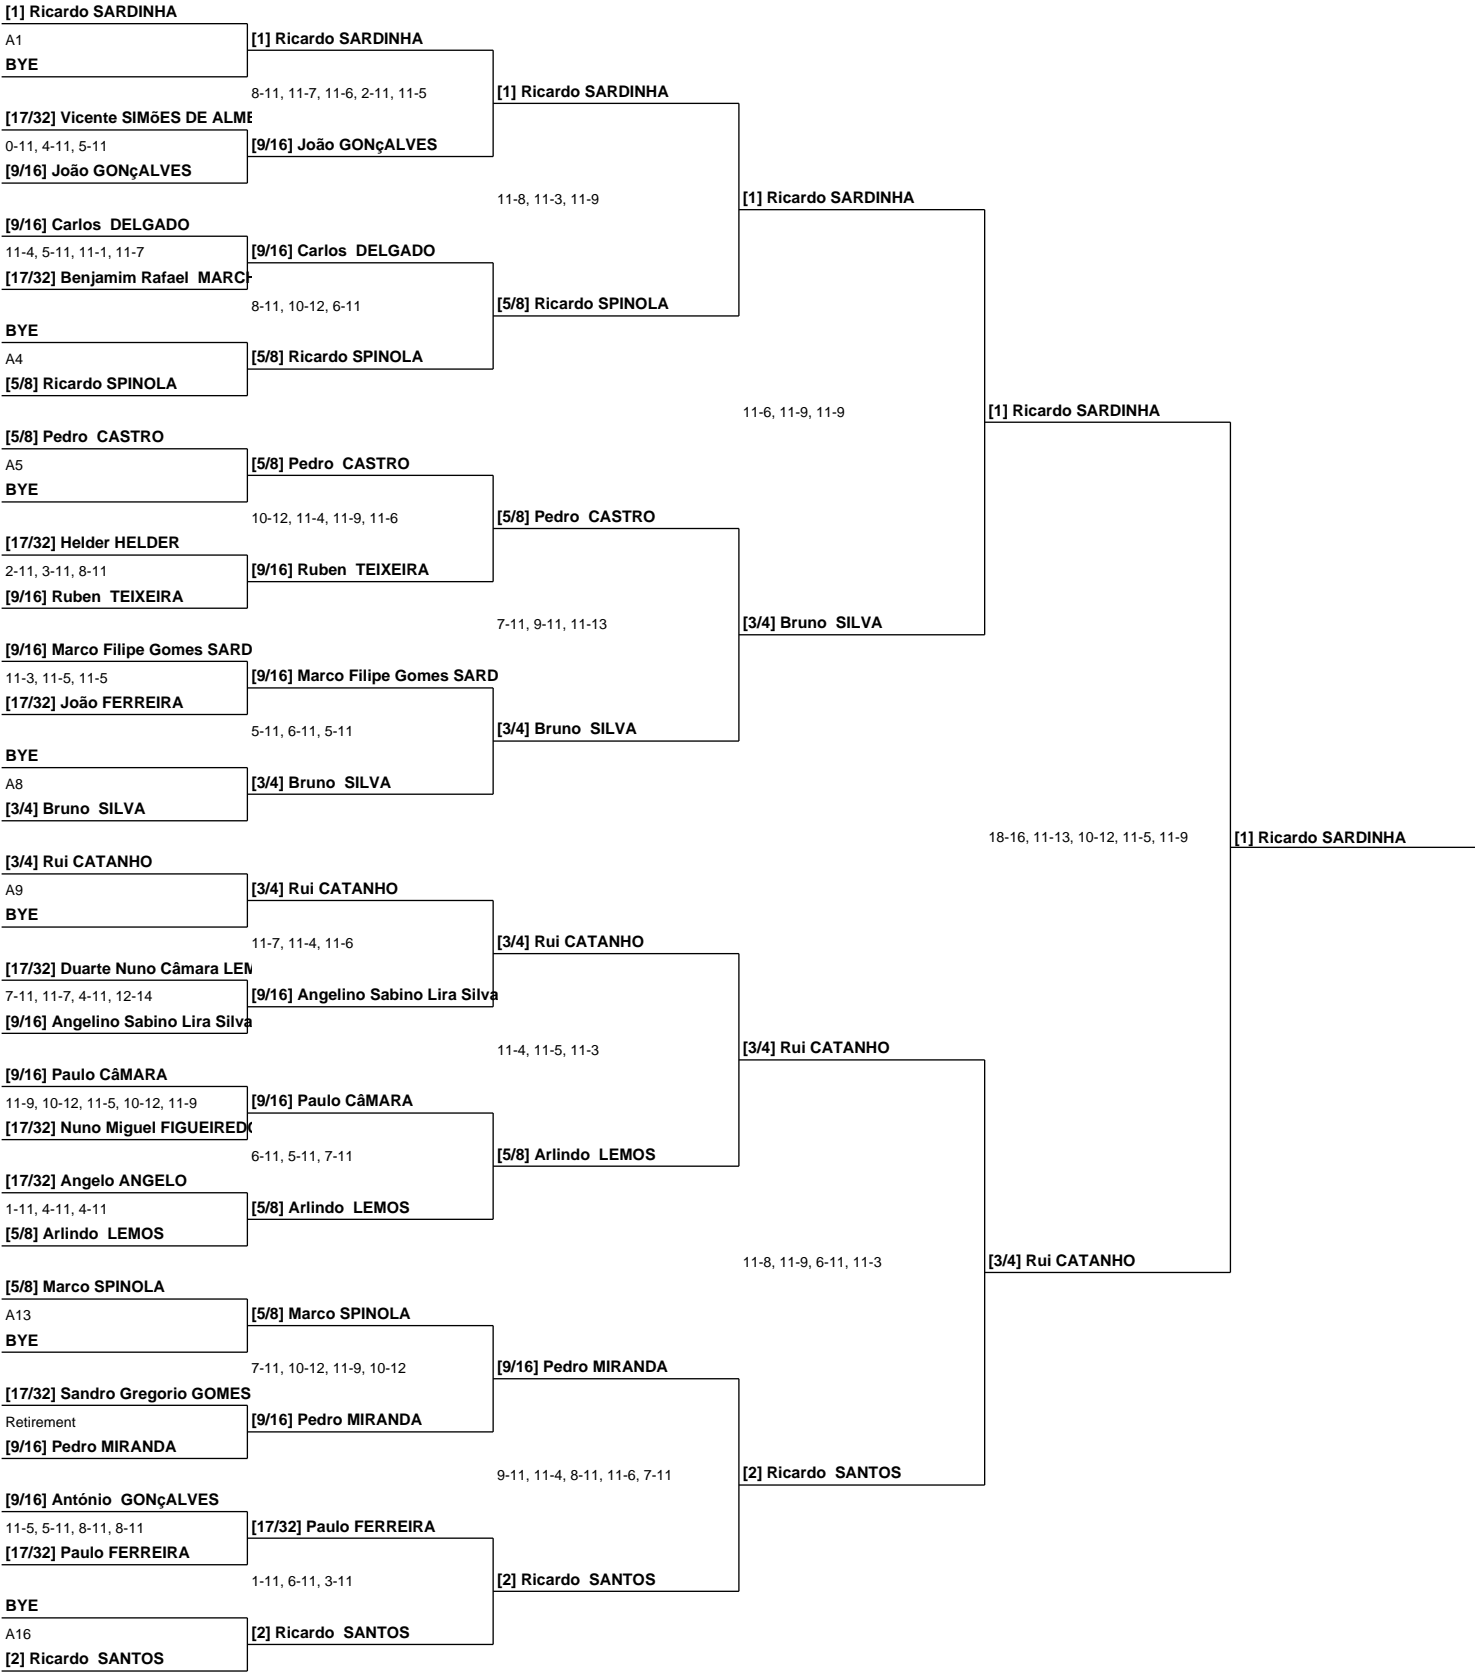 [1] Ricardo SARDINHA
A1
BYE
[17/32] Vicente SIMõES DE ALME
0-11, 4-11, 5-11
[9/16] João GONçALVES
[9/16] Carlos DELGADO
11-4, 5-11, 11-1, 11-7
[17/32] Benjamim Rafael MARCH
BYE
A4
[5/8] Ricardo SPINOLA
[5/8] Pedro CASTRO
A5
BYE
[17/32] Helder HELDER
2-11, 3-11, 8-11
[9/16] Ruben TEIXEIRA
[9/16] Marco Filipe Gomes SARD
11-3, 11-5, 11-5
[17/32] João FERREIRA
BYE
A8
[3/4] Bruno SILVA
[3/4] Rui CATANHO
A9
BYE
[17/32] Duarte Nuno Câmara LEM
7-11, 11-7, 4-11, 12-14
[9/16] Angelino Sabino Lira Silva
[9/16] Paulo CâMARA
11-9, 10-12, 11-5, 10-12, 11-9
[17/32] Nuno Miguel FIGUEIREDO
[17/32] Angelo ANGELO
1-11, 4-11, 4-11
[5/8] Arlindo LEMOS
[5/8] Marco SPINOLA
A13
BYE
[17/32] Sandro Gregorio GOMES
Retirement
[9/16] Pedro MIRANDA
[9/16] António GONçALVES
11-5, 5-11, 8-11, 8-11
[17/32] Paulo FERREIRA
BYE
A16
[2] Ricardo SANTOS
[1] Ricardo SARDINHA
8-11, 11-7, 11-6, 2-11, 11-5
[9/16] João GONçALVES
[9/16] Carlos DELGADO
8-11, 10-12, 6-11
[5/8] Ricardo SPINOLA
[5/8] Pedro CASTRO
10-12, 11-4, 11-9, 11-6
[9/16] Ruben TEIXEIRA
[9/16] Marco Filipe Gomes SARD
5-11, 6-11, 5-11
[3/4] Bruno SILVA
[3/4] Rui CATANHO
11-7, 11-4, 11-6
[9/16] Angelino Sabino Lira Silva
[9/16] Paulo CâMARA
6-11, 5-11, 7-11
[5/8] Arlindo LEMOS
[5/8] Marco SPINOLA
7-11, 10-12, 11-9, 10-12
[9/16] Pedro MIRANDA
[17/32] Paulo FERREIRA
1-11, 6-11, 3-11
[2] Ricardo SANTOS
[1] Ricardo SARDINHA
11-8, 11-3, 11-9
[5/8] Ricardo SPINOLA
[5/8] Pedro CASTRO
7-11, 9-11, 11-13
[3/4] Bruno SILVA
[3/4] Rui CATANHO
11-4, 11-5, 11-3
[5/8] Arlindo LEMOS
[9/16] Pedro MIRANDA
9-11, 11-4, 8-11, 11-6, 7-11
[2] Ricardo SANTOS
[1] Ricardo SARDINHA
11-6, 11-9, 11-9
[3/4] Bruno SILVA
[3/4] Rui CATANHO
11-8, 11-9, 6-11, 11-3
[2] Ricardo SANTOS
[1] Ricardo SARDINHA
18-16, 11-13, 10-12, 11-5, 11-9
[3/4] Rui CATANHO
[1] Ricardo SARDINHA